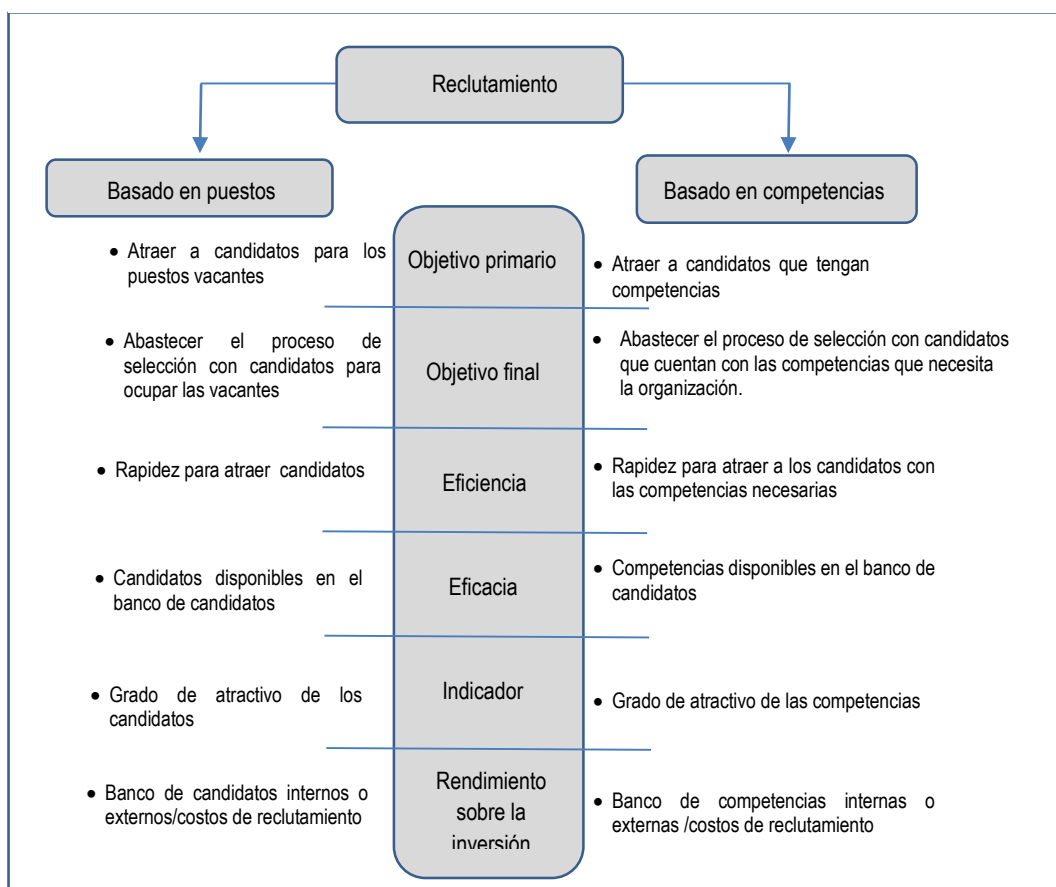 Reclutamiento
Basado en puestos
Basado en competencias
• Atraer a candidatos para los
puestos vacantes
Objetivo primario
• Atraer a candidatos que tengan
competencias
• Abastecer el proceso de
selección con candidatos para
ocupar las vacantes
Objetivo final
• Abastecer el proceso de selección con candidatos
que cuentan con las competencias que necesita
la organización.
• Rapidez para atraer candidatos
Eficiencia
• Rapidez para atraer a los candidatos con
las competencias necesarias
• Candidatos disponibles en el
banco de candidatos
Eficacia
• Competencias disponibles en el banco de
candidatos
• Grado de atractivo de los
candidatos
Indicador
• Grado de atractivo de las competencias
• Banco de candidatos internos o
externos/costos de reclutamiento
Rendimiento
sobre la
inversión
• Banco de competencias internas o
externas /costos de reclutamiento